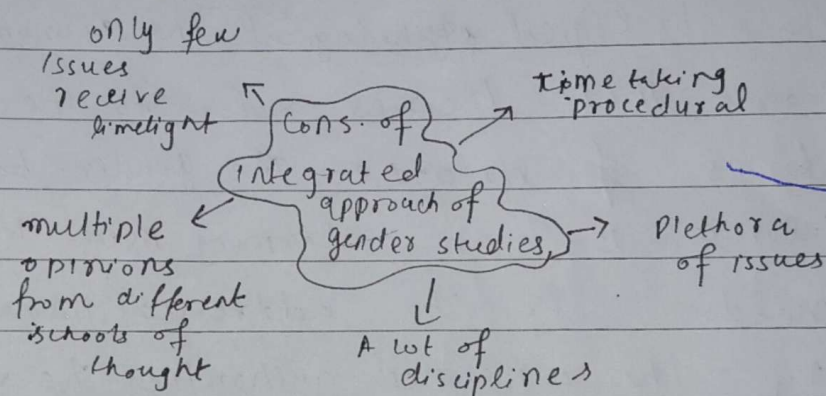 only few
issues
receive
limelight
time taking
procedural
Cons. of
integrated
approach of
gender studies,
multiple
opinions
from different
schools of
thought
Plethora
of issues
A lot of
disciplines